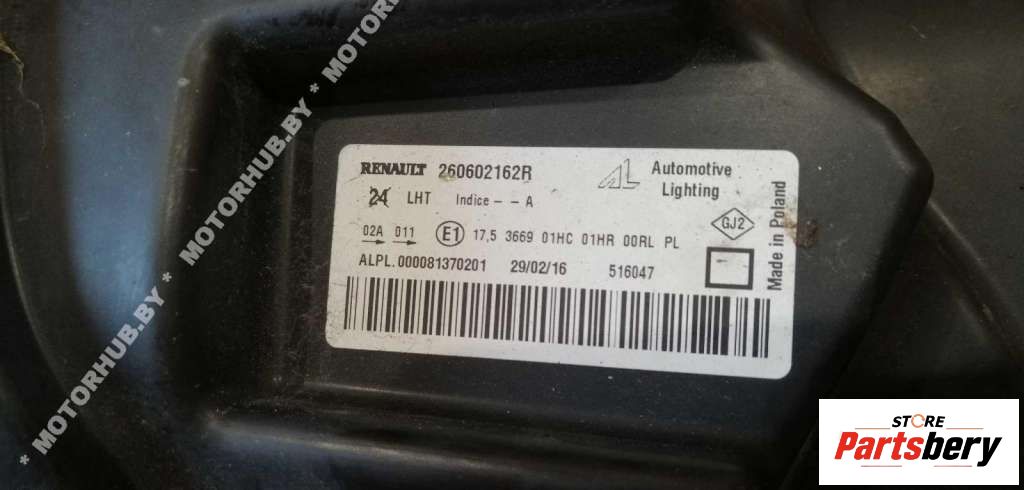 RENAULT 260602162R
Automotive
Lighting
24 LHT Indice - - A
GJ2
02A 011 E1 17,5 3669 01HC 01HR 00RL PL
ALPL. 000081370201 29/02/16 516047
Made in Poland
* MOTORHUB.BY * MOTORHUB.BY * MOTORHUB.BY
STORE
Partsbery